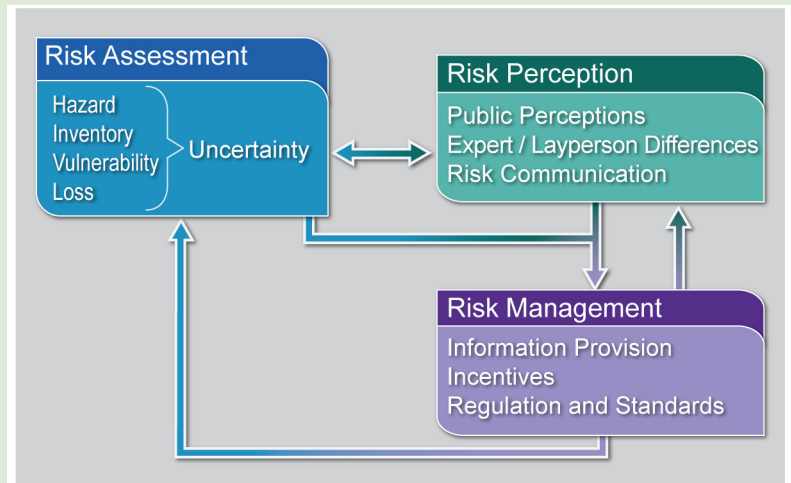 Risk Assessment
Hazard
Inventory
Vulnerability
Loss
Uncertainty
Risk Perception
Public Perceptions
Expert / Layperson Differences
Risk Communication
Risk Management
Information Provision
Incentives
Regulation and Standards